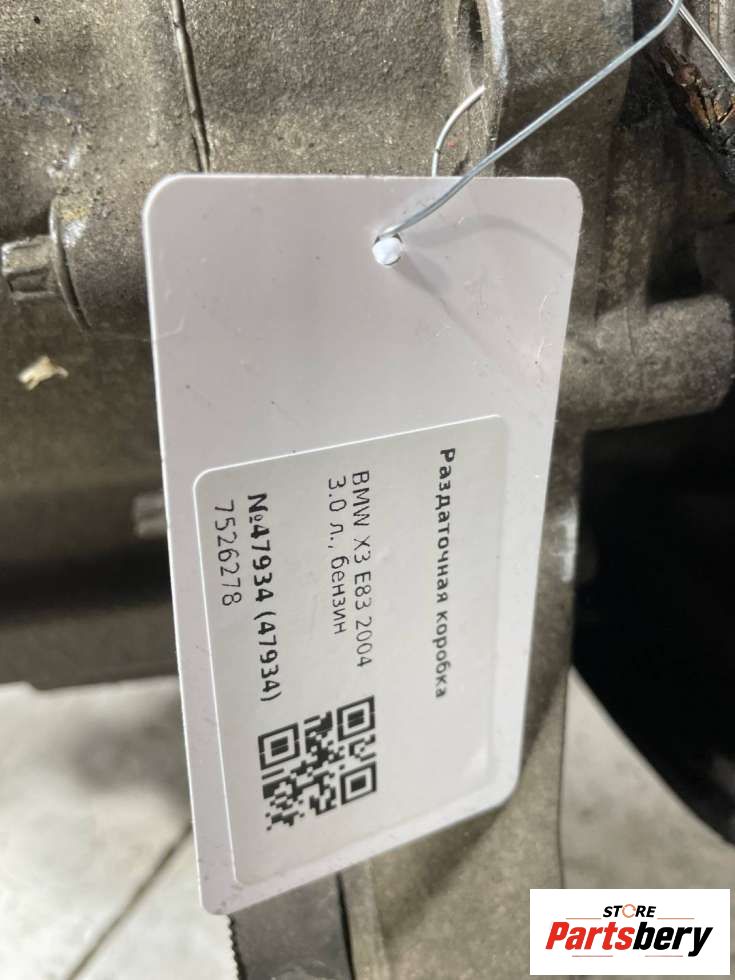 Раздаточная коробка
BMW X3 E83 2004
3.0 л., бензин
№47934 (47934)
7526278
STORE
Partsbery